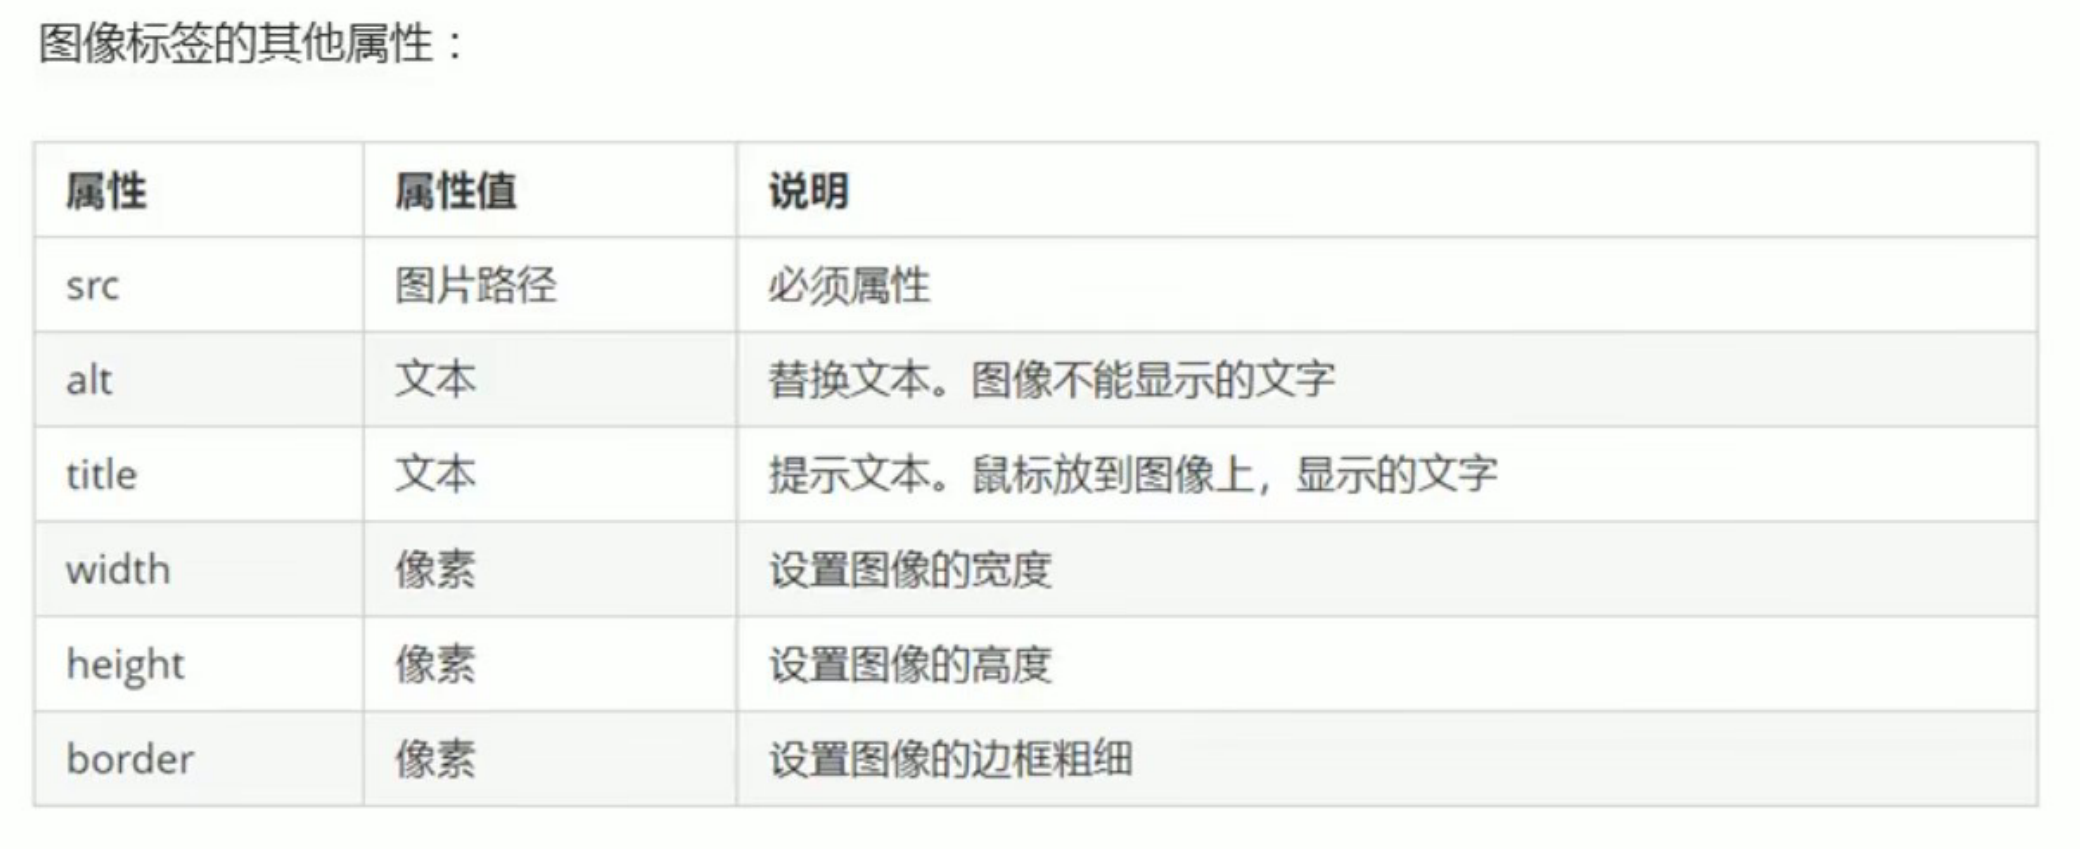 图像标签的其他属性：
属性 属性值 说明
src 图片路径 必须属性
alt 文本 替换文本。图像不能显示的文字
title 文本 提示文本。鼠标放到图像上，显示的文字
width 像素 设置图像的宽度
height 像素 设置图像的高度
border 像素 设置图像的边框粗细